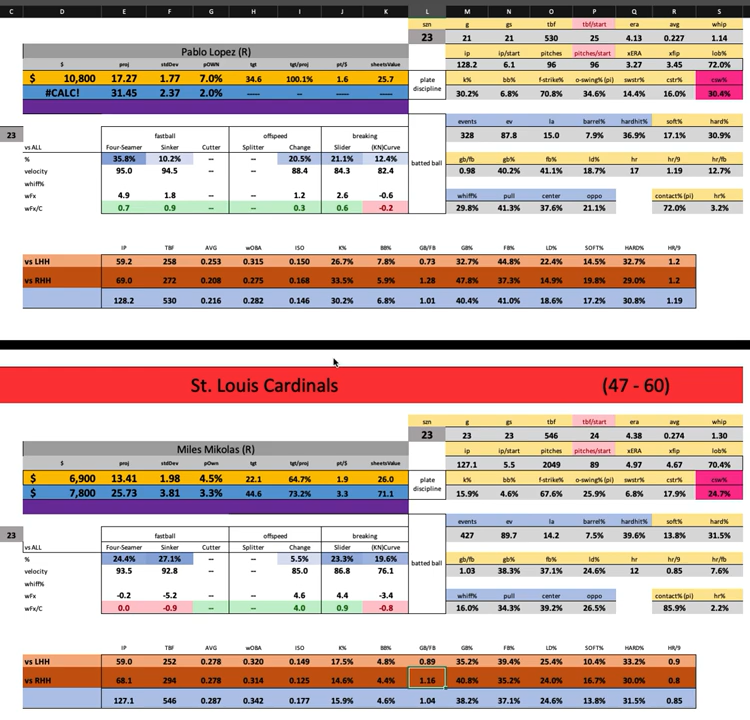 C D E F G H I J K L M N O P Q R S
szn g gs tbf tbf/start era avg whip
23 21 21 530 25 4.13 0.227 1.14
Pablo Lopez (R)
ip ip/start pitches pitches/start xERA xfip lob%
128.2 6.1 96 96 3.27 3.45 72.0%
$ proj stdDev pOWN tgt tgt/proj pt/$ sheetsValue
$ 10,800 17.27 1.77 7.0% 34.6 100.1% 1.6 25.7
#CALC! 31.45 2.37 2.0% ---- -- ---- ----
plate discipline
k% bb% f-strike% o-swing% (pi) swstr% cstr% csw%
30.2% 6.8% 70.8% 34.6% 14.4% 16.0% 30.4%
events ev la barrel% hardhit% soft% hard%
23 328 87.8 15.0 7.9% 36.9% 17.1% 30.9%
fastball offspeed breaking
vs ALL Four-Seamer Sinker Cutter Splitter Change Slider (KN)Curve
% 35.8% 10.2% -- -- 20.5% 21.1% 12.4%
velocity 95.0 94.5 -- -- 88.4 84.3 82.4
whiff%
wFx 4.9 1.8 -- -- 1.2 2.6 -0.6
wFx/C 0.7 0.9 -- -- 0.3 0.6 -0.2
batted ball
gb/fb gb% fb% ld% hr hr/9 hr/fb
0.98 40.2% 41.1% 18.7% 17 1.19 12.7%
whiff% pull center oppo contact% (pi) hr%
29.8% 41.3% 37.6% 21.1% 72.0% 3.2%
IP TBF AVG wOBA ISO K% BB% GB/FB GB% FB% LD% SOFT% HARD% HR/9
vs LHH 59.2 258 0.253 0.315 0.150 26.7% 7.8% 0.73 32.7% 44.8% 22.4% 14.5% 32.7% 1.2
vs RHH 69.0 272 0.208 0.275 0.168 33.5% 5.9% 1.28 47.8% 37.3% 14.9% 19.8% 29.0% 1.2
128.2 530 0.216 0.282 0.146 30.2% 6.8% 1.01 40.4% 41.0% 18.6% 17.2% 30.8% 1.19
St. Louis Cardinals (47 - 60)
szn g gs tbf tbf/start era avg whip
23 23 23 546 24 4.38 0.274 1.30
Miles Mikolas (R)
ip ip/start pitches pitches/start xERA xfip lob%
127.1 5.5 2049 89 4.97 4.67 70.4%
$ proj stdDev pOwn tgt tgt/proj pt/$ sheetsValue
$ 6,900 13.41 1.98 4.5% 22.1 64.7% 1.9 26.0
$ 7,800 25.73 3.81 3.3% 44.6 73.2% 3.3 71.1
plate discipline
k% bb% f-strike% o-swing% (pi) swstr% cstr% csw%
15.9% 4.6% 67.6% 25.9% 6.8% 17.9% 24.7%
events ev la barrel% hardhit% soft% hard%
23 427 89.7 14.2 7.5% 39.6% 13.8% 31.5%
fastball offspeed breaking
vs ALL Four-Seamer Sinker Cutter Splitter Change Slider (KN)Curve
% 24.4% 27.1% -- -- 5.5% 23.3% 19.6%
velocity 93.5 92.8 -- -- 85.0 86.8 76.1
whiff%
wFx -0.2 -5.2 -- -- 4.6 4.4 -3.4
wFx/C 0.0 -0.9 -- -- 4.0 0.9 -0.8
batted ball
gb/fb gb% fb% ld% hr hr/9 hr/fb
1.03 38.3% 37.1% 24.6% 12 0.85 7.6%
whiff% pull center oppo contact% (pi) hr%
16.0% 34.3% 39.2% 26.5% 85.9% 2.2%
IP TBF AVG wOBA ISO K% BB% GB/FB GB% FB% LD% SOFT% HARD% HR/9
vs LHH 59.0 252 0.278 0.320 0.149 17.5% 4.8% 0.89 35.2% 39.4% 25.4% 10.4% 33.2% 0.9
vs RHH 68.1 294 0.278 0.314 0.125 14.6% 4.4% 1.16 40.8% 35.2% 24.0% 16.7% 30.0% 0.8
127.1 546 0.287 0.342 0.177 15.9% 4.6% 1.04 38.2% 37.1% 24.6% 13.8% 31.5% 0.85